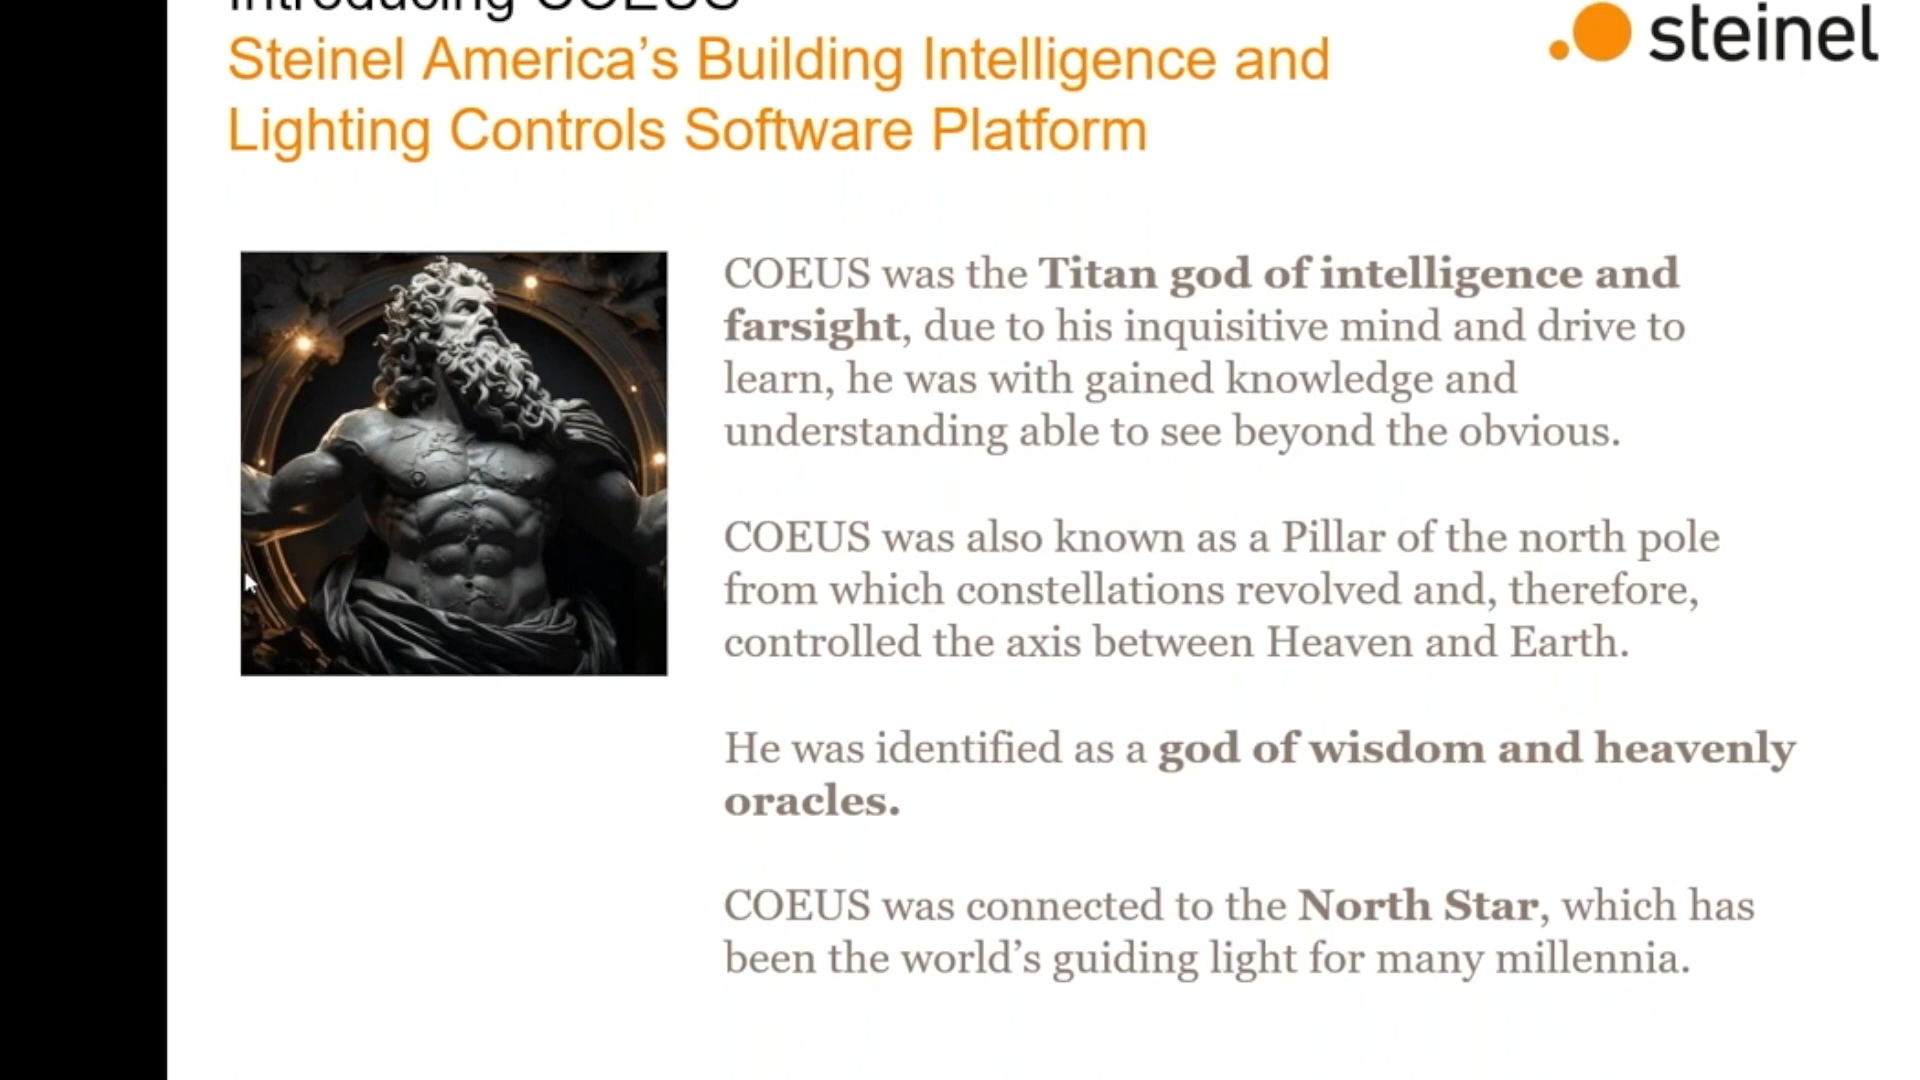 Introducing COEUS
Steinel America's Building Intelligence and
Lighting Controls Software Platform
steinel
COEUS was the Titan god of intelligence and
farsight, due to his inquisitive mind and drive to
learn, he was with gained knowledge and
understanding able to see beyond the obvious.
COEUS was also known as a Pillar of the north pole
from which constellations revolved and, therefore,
controlled the axis between Heaven and Earth.
He was identified as a god of wisdom and heavenly
oracles.
COEUS was connected to the North Star, which has
been the world's guiding light for many millennia.